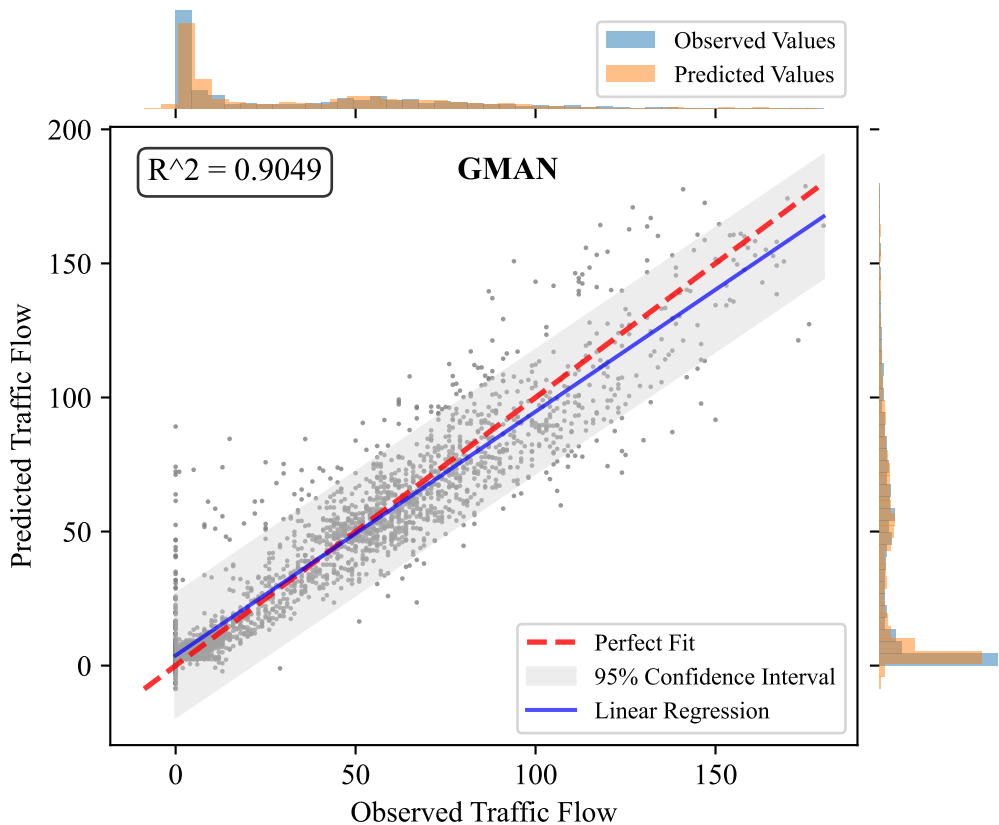 Observed Values
Predicted Values
R^2 = 0.9049
GMAN
200
150
100
50
0
Predicted Traffic Flow
Perfect Fit
95% Confidence Interval
Linear Regression
0 50 100 150
Observed Traffic Flow